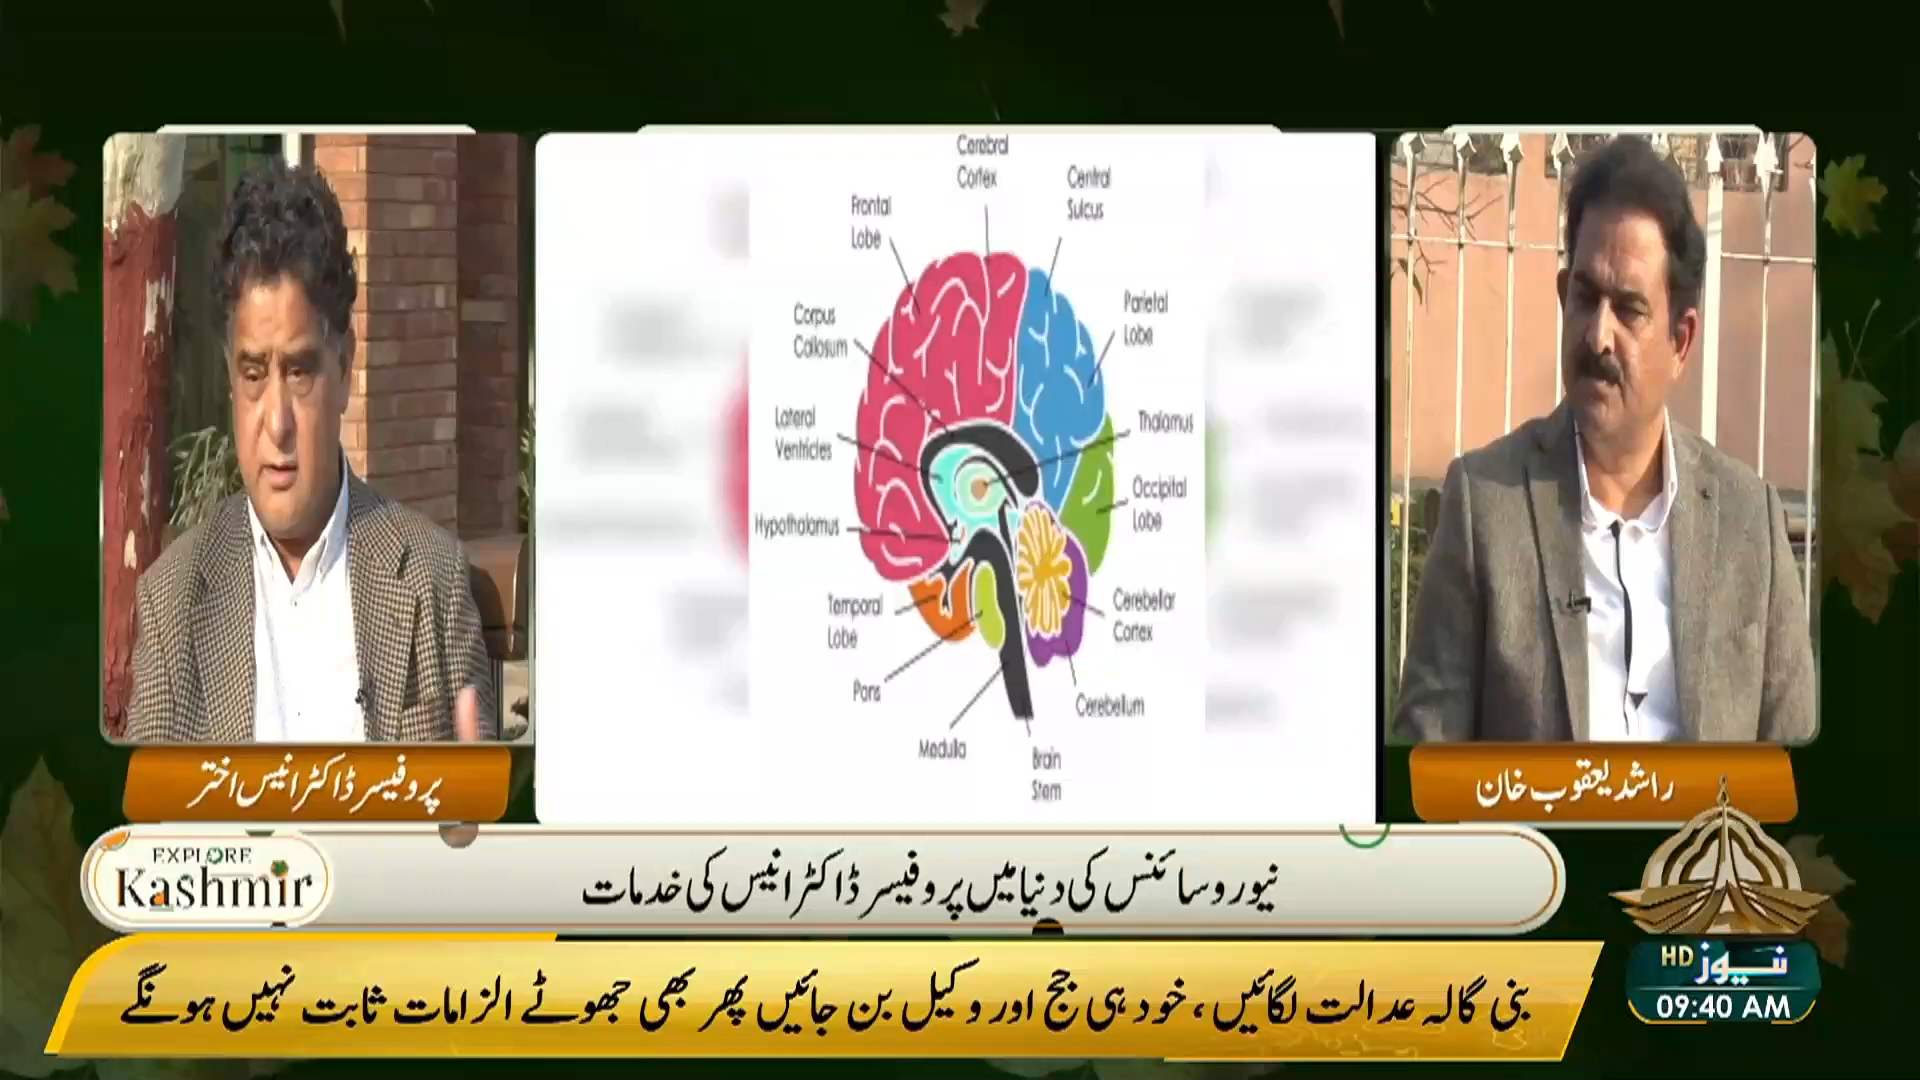 Cerebral
Cortex
Central
Sulcus
Frontal
Lobe
Parietal
Lobe
Corpus
Callosum
Lateral
Ventricles
Thalamus
Occipital
Lobe
Hypothalamus
Temporal
Lobe
Cerebellar
Cortex
Pons
Cerebellum
Medulla
Brain
Stem
پروفیسر ڈاکٹر انیس اختر
راشد یعقوب خان
EXPLORE
Kashmir
نیورو سائنس کی دنیا میں پروفیسر ڈاکٹر انیس کی خدمات
بنی گالہ عدالت لگائیں، خود ہی جج اور وکیل بن جائیں پھر بھی جھوٹے الزامات ثابت نہیں ہونگے
نیوز HD
09:40 AM